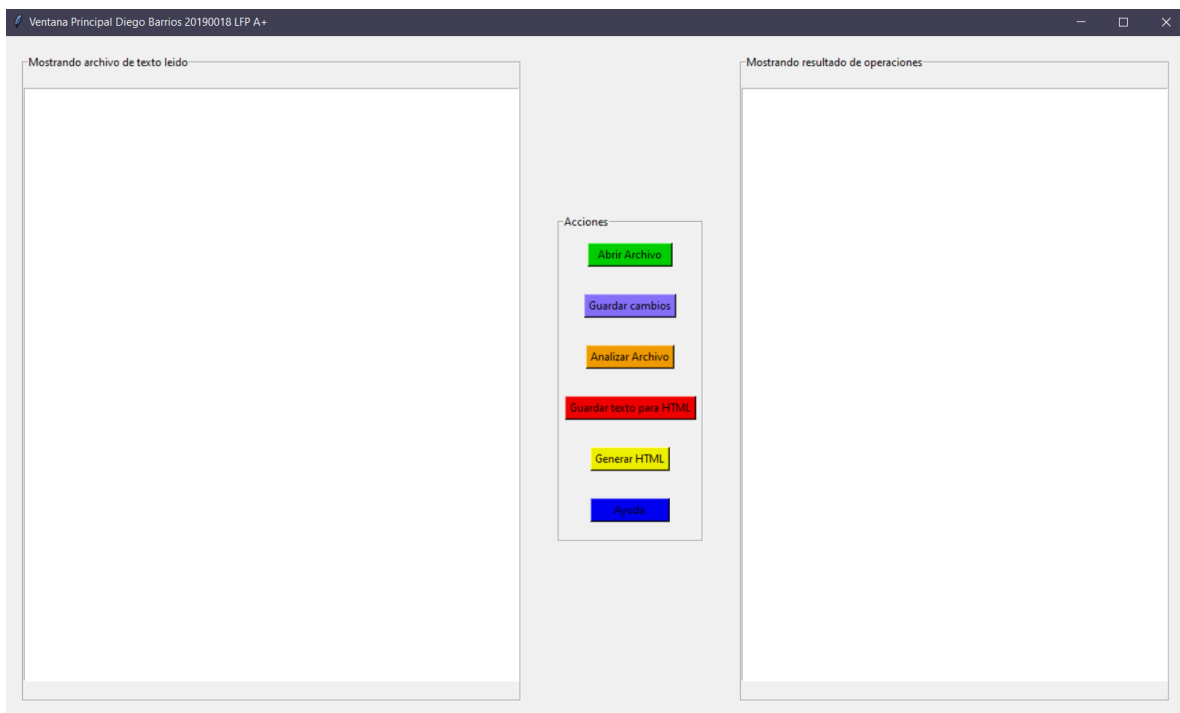 Ventana Principal Diego Barrios 20190018 LFP A+
Mostrando archivo de texto leido
Mostrando resultado de operaciones
Acciones
Abrir Archivo
Guardar cambios
Analizar Archivo
Guardar texto para HTML
Generar HTML
Ayuda